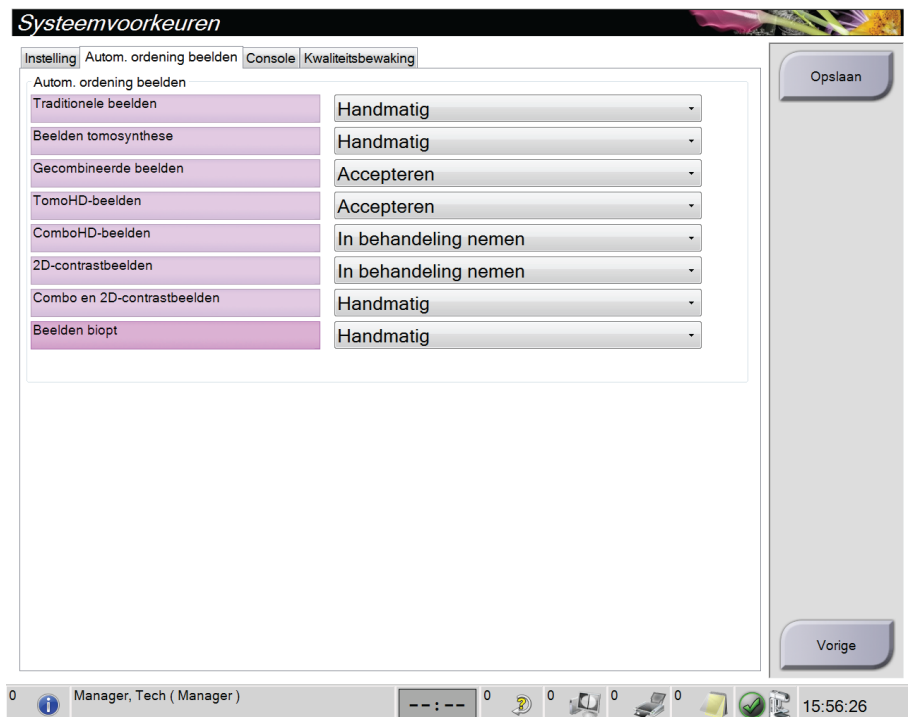 Systeemvoorkeuren
Instelling Autom. ordening beelden Console Kwaliteitsbewaking
Opslaan
Autom. ordening beelden
Traditionele beelden Handmatig
Beelden tomosynthese Handmatig
Gecombineerde beelden Accepteren
TomoHD-beelden Accepteren
ComboHD-beelden In behandeling nemen
2D-contrastbeelden In behandeling nemen
Combo en 2D-contrastbeelden Handmatig
Beelden biopt Handmatig
Vorige
0 Manager, Tech ( Manager ) --:-- 0 0 0 0 15:56:26